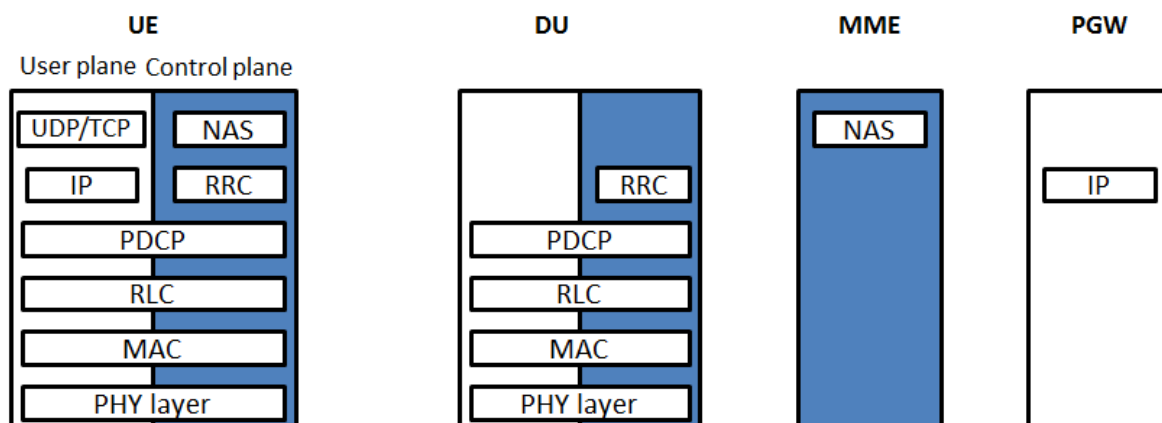 UE DU MME PGW
User plane Control plane
UDP/TCP NAS NAS
IP RRC RRC IP
PDCP PDCP
RLC RLC
MAC MAC
PHY layer PHY layer